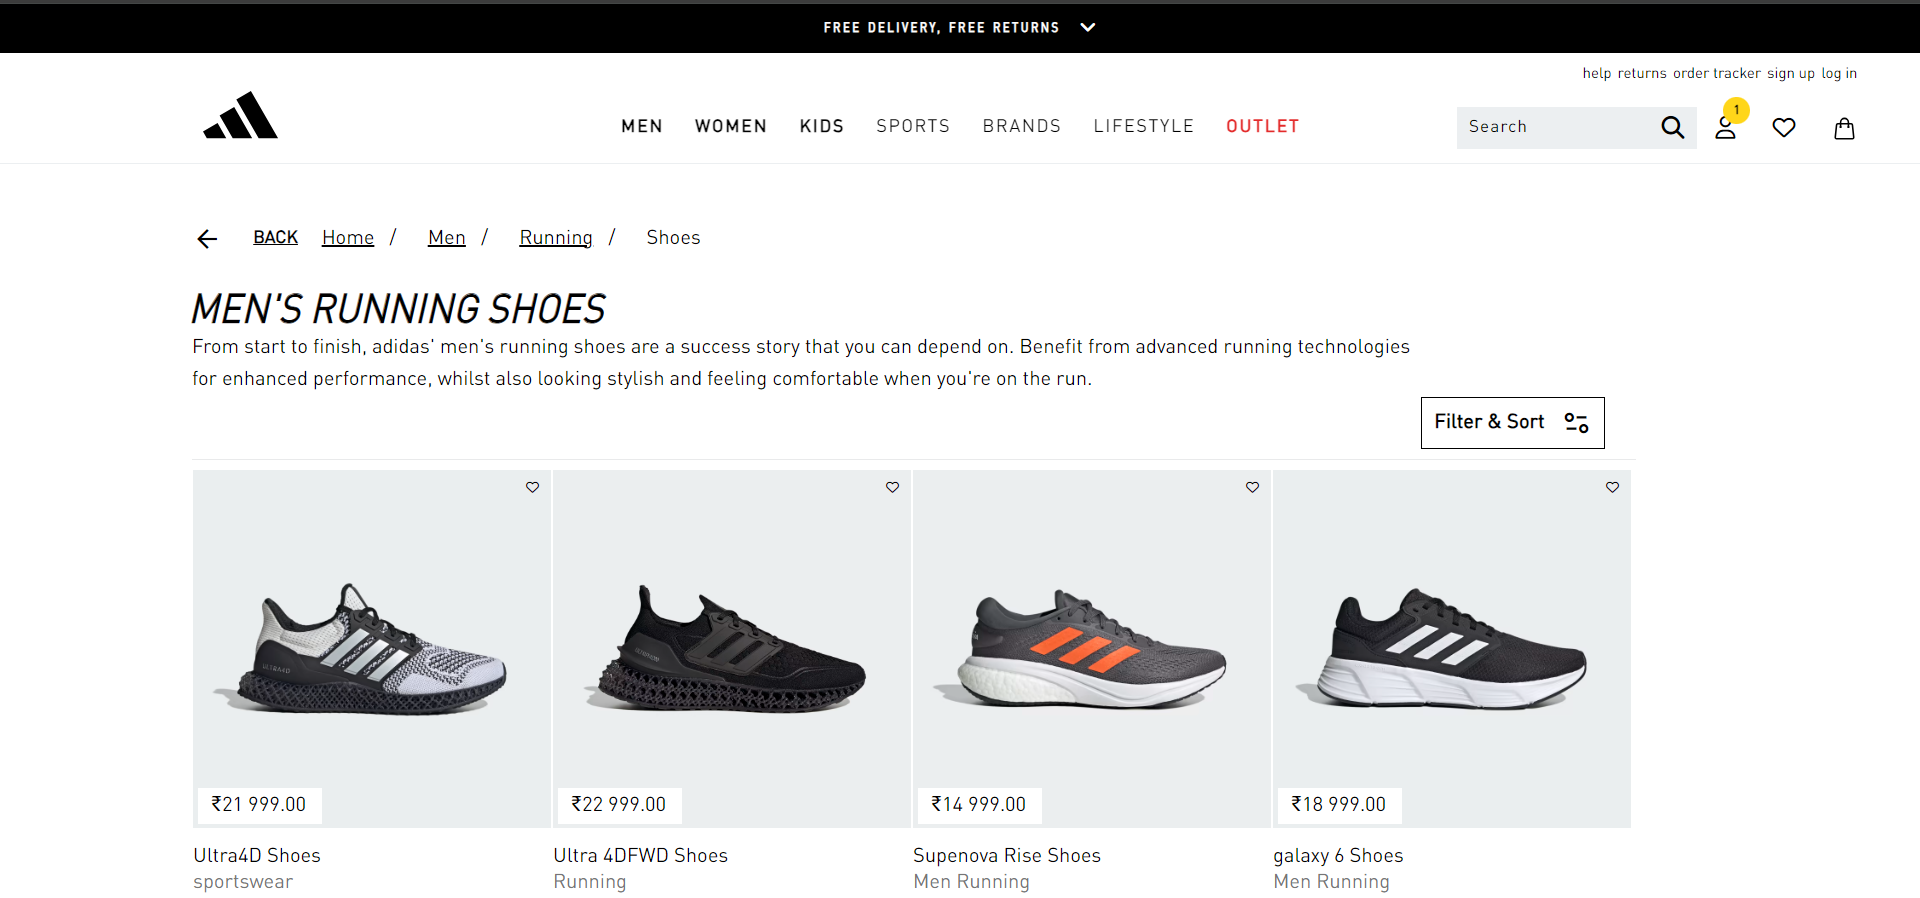 FREE DELIVERY, FREE RETURNS
help returns order tracker sign up log in
MEN WOMEN KIDS SPORTS BRANDS LIFESTYLE OUTLET
Search
1
BACK Home / Men / Running / Shoes
MEN'S RUNNING SHOES
From start to finish, adidas' men's running shoes are a success story that you can depend on. Benefit from advanced running technologies
for enhanced performance, whilst also looking stylish and feeling comfortable when you're on the run.
Filter & Sort
ULTRA4D
₹21 999.00
₹22 999.00
₹14 999.00
₹18 999.00
Ultra4D Shoes
sportswear
Ultra 4DFWD Shoes
Running
Supenova Rise Shoes
Men Running
galaxy 6 Shoes
Men Running